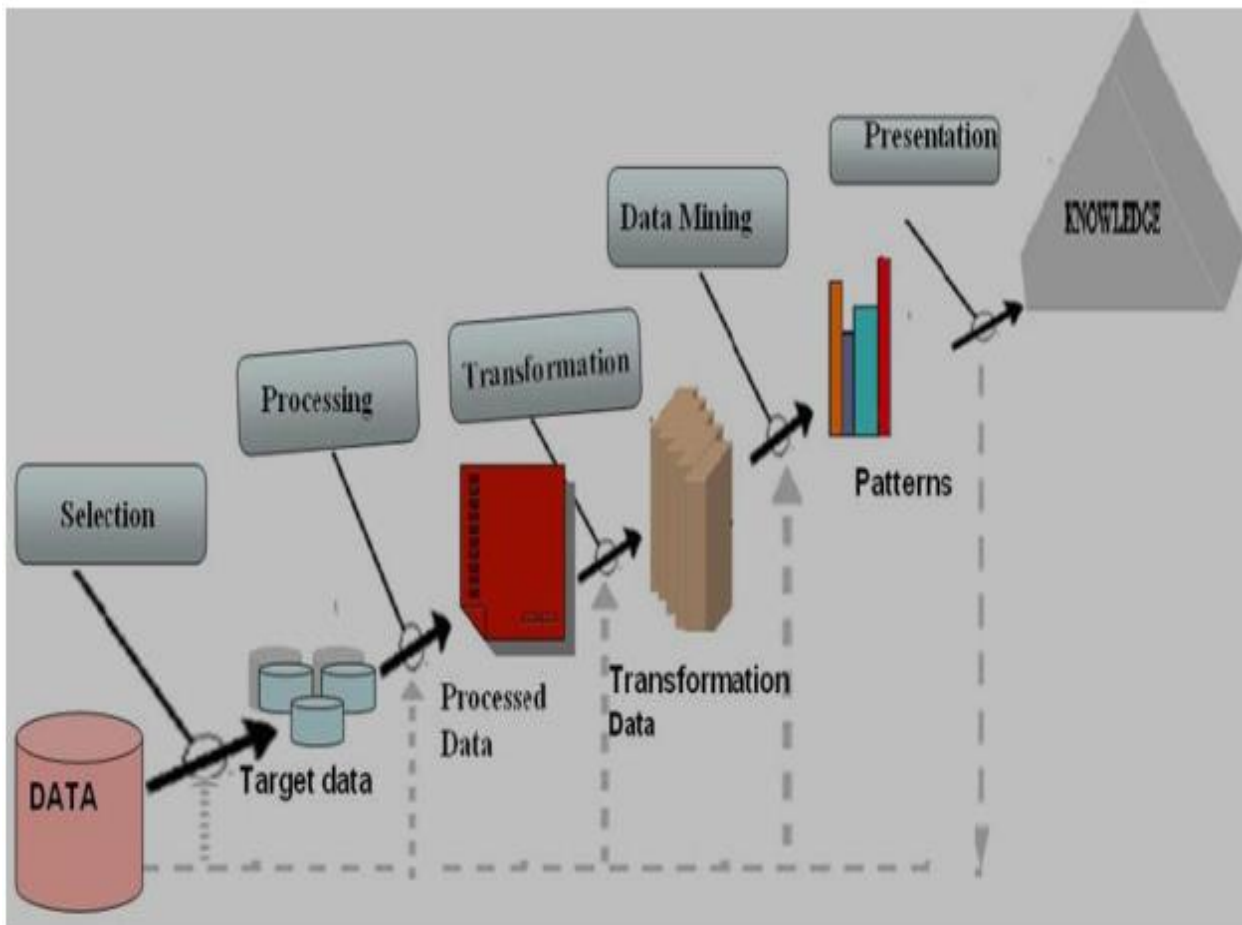 Presentation
KNOWLEDGE
Data Mining
Transformation
Processing
Patterns
Selection
Transformation
Data
Processed
Data
Target data
DATA